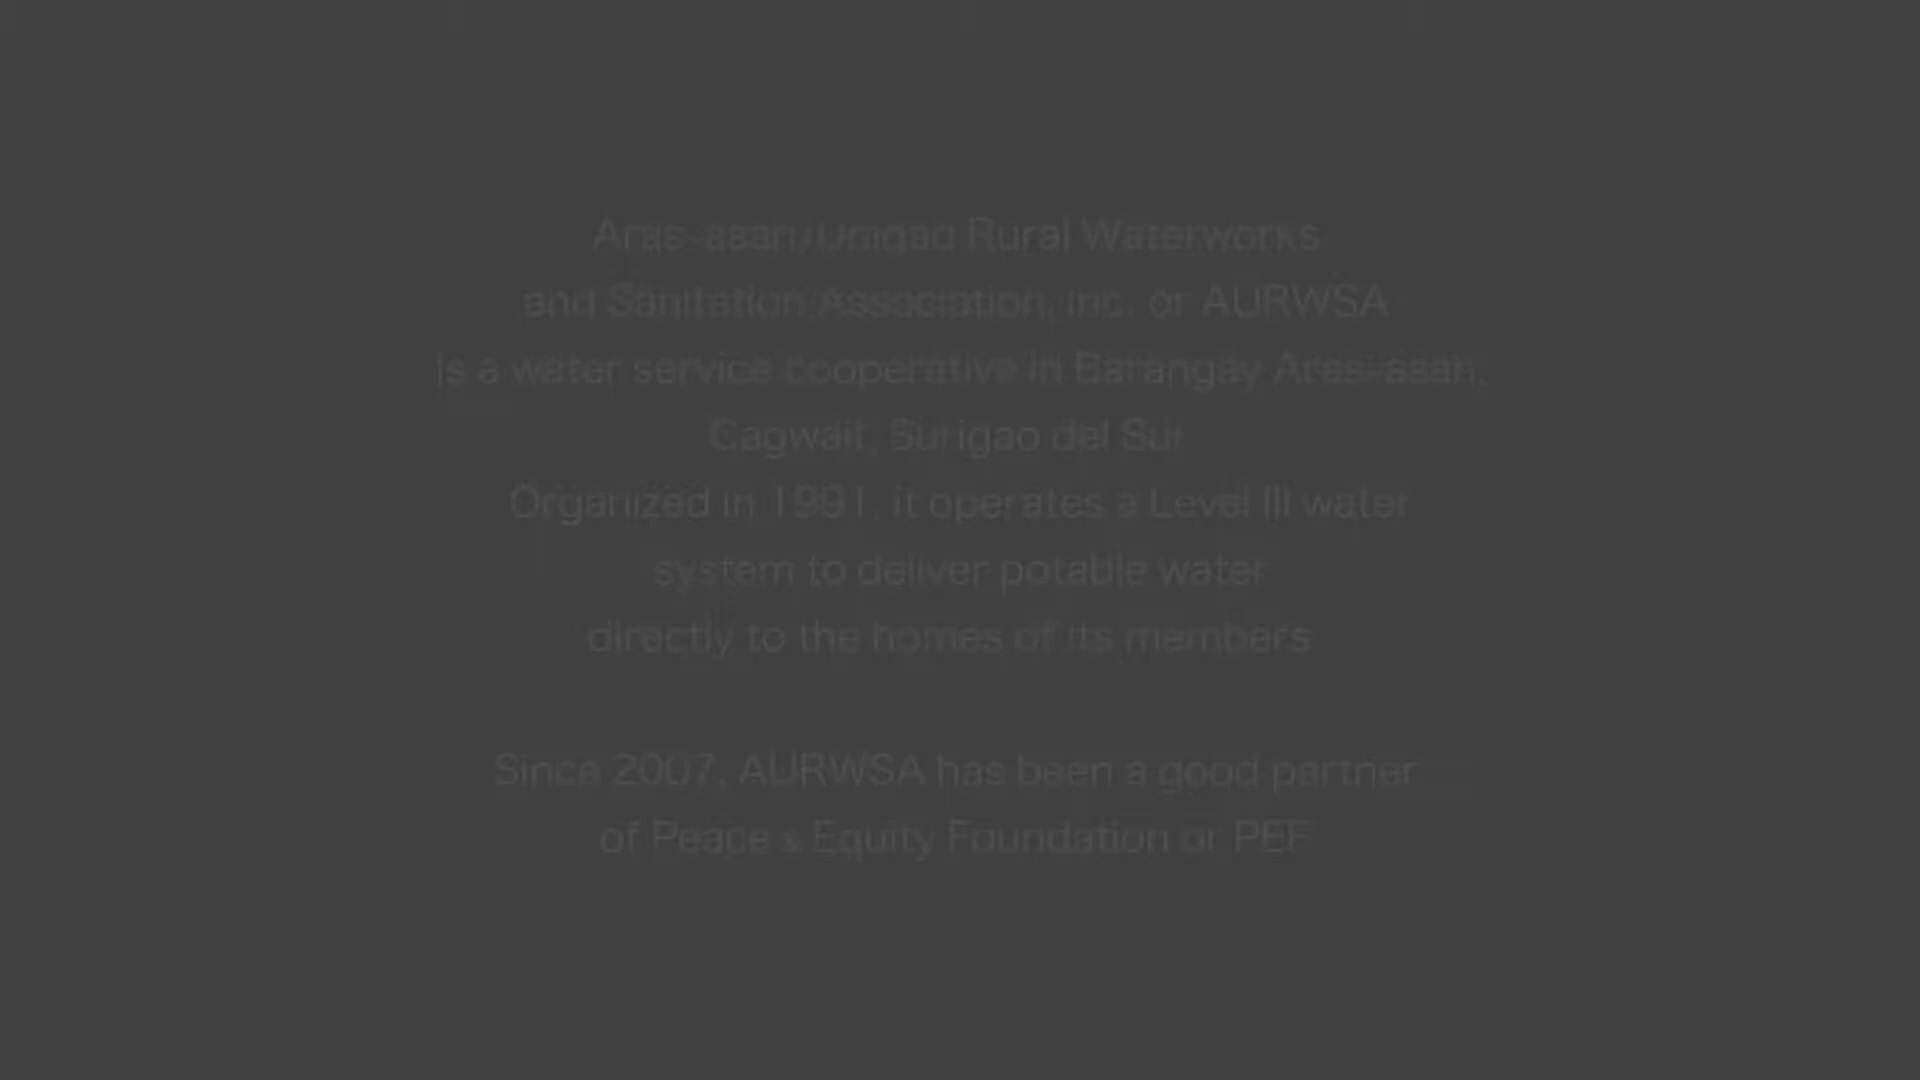 Aras-asan/Unidad Rural Waterworks
and Sanitation Association, Inc. or AURWSA
is a water service cooperative in Barangay Aras-asan,
Cagwait, Surigao del Sur
Organized in 1991, it operates a Level III water
system to deliver potable water
directly to the homes of its members
Since 2007, AURWSA has been a good partner
of Peace & Equity Foundation or PEF